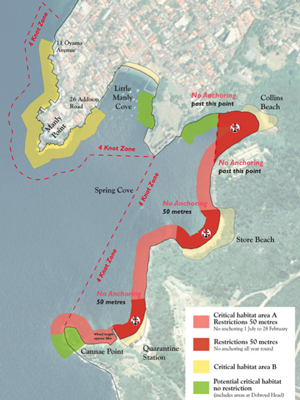 4 Knot Zone
11 Oyama
Avenue
Little
Manly
Cove
26 Addison
Road
Manly
Point
No Anchoring
past this point
Collins
Beach
4 Knot Zone
No Anchoring
past this point
Spring Cove
4 Knot Zone
No Anchoring
50 metres
Store Beach
No Anchoring
50 metres
4 Knot Zone
Cannae Point
Quarantine
Station
Critical habitat area A
Restrictions 50 metres
No anchoring 1 July to 28 February
Restrictions 50 metres
No anchoring all year round
Critical habitat area B
Potential critical habitat
no restriction
(includes areas at Dobroyd Head)